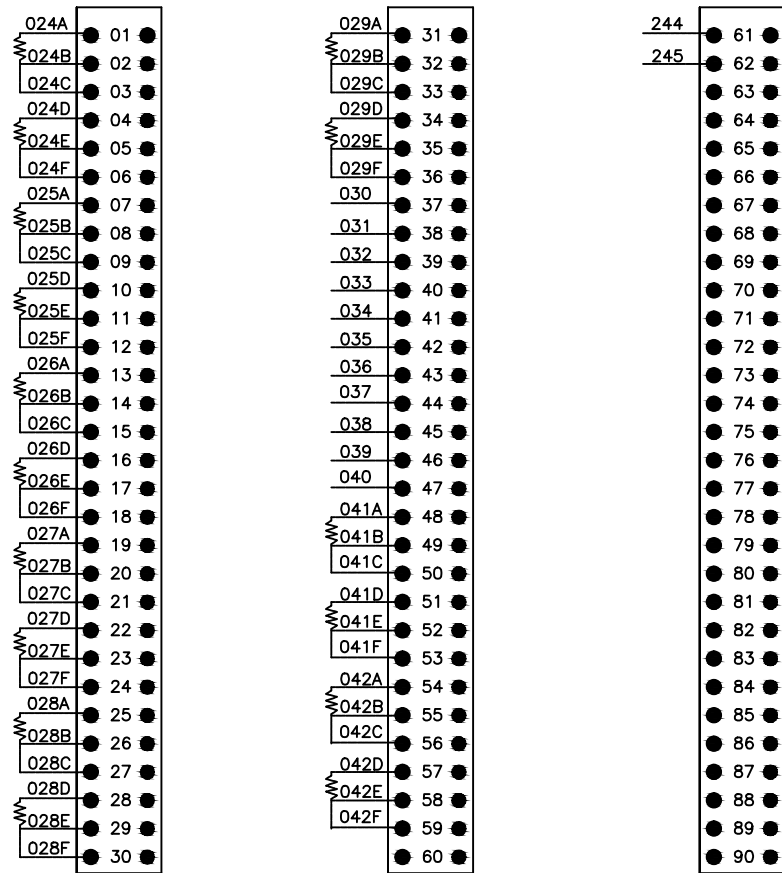 024A 01
024B 02
024C 03
024D 04
024E 05
024F 06
025A 07
025B 08
025C 09
025D 10
025E 11
025F 12
026A 13
026B 14
026C 15
026D 16
026E 17
026F 18
027A 19
027B 20
027C 21
027D 22
027E 23
027F 24
028A 25
028B 26
028C 27
028D 28
028E 29
028F 30
029A 31
029B 32
029C 33
029D 34
029E 35
029F 36
030 37
031 38
032 39
033 40
034 41
035 42
036 43
037 44
038 45
039 46
040 47
041A 48
041B 49
041C 50
041D 51
041E 52
041F 53
042A 54
042B 55
042C 56
042D 57
042E 58
042F 59
60
244 61
245 62
63
64
65
66
67
68
69
70
71
72
73
74
75
76
77
78
79
80
81
82
83
84
85
86
87
88
89
90